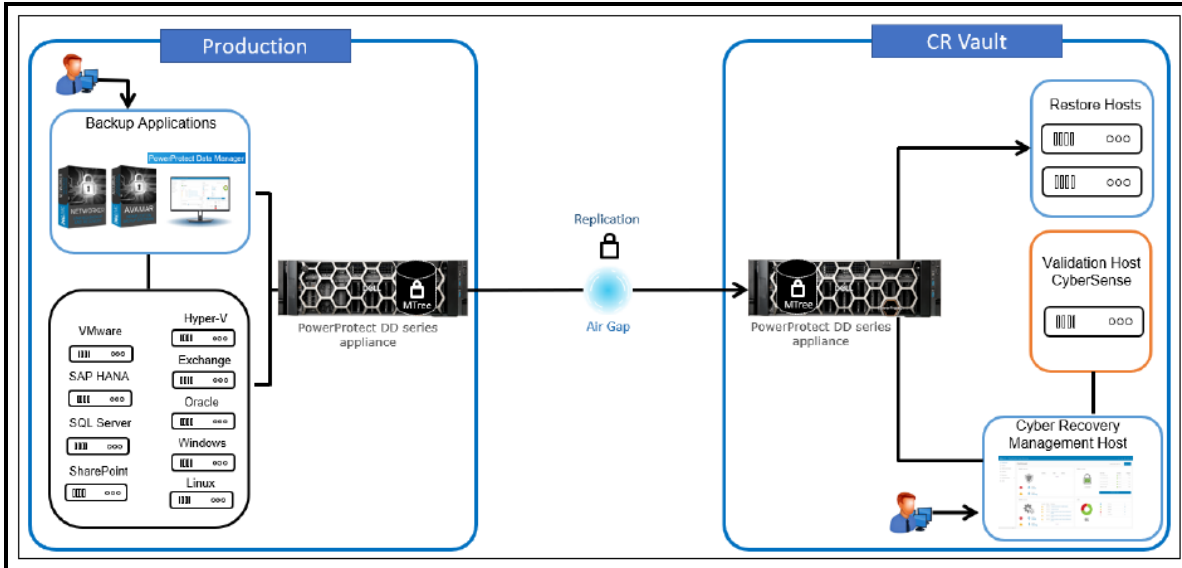 Production
Backup Applications
PowerProtect Data Manager
NETWORKER
AVAMAR
VMware
SAP HANA
SQL Server
SharePoint
Hyper-V
Exchange
Oracle
Windows
Linux
DELL
MTree
PowerProtect DD series
appliance
Replication
Air Gap
CR Vault
MTree
PowerProtect DD series
appliance
Restore Hosts
Validation Host
CyberSense
Cyber Recovery
Management Host